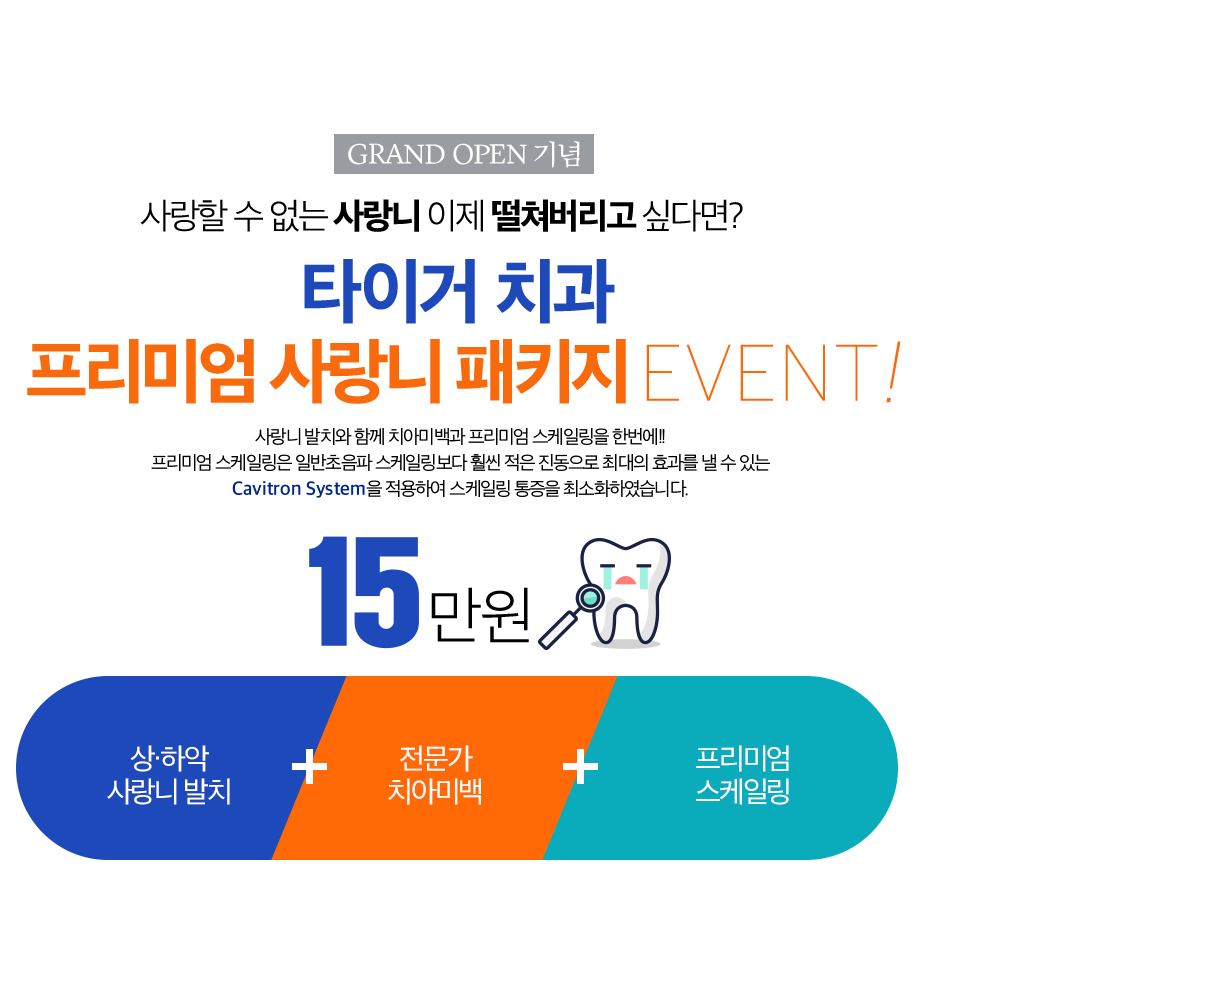 GRAND OPEN 기념
사랑할 수 없는 사랑니 이제 떨쳐버리고 싶다면?
타이거 치과
프리미엄 사랑니 패키지 EVENT!
사랑니 발치와 함께 치아미백과 프리미엄 스케일링을 한번에!!
프리미엄 스케일링은 일반초음파 스케일링보다 훨씬 적은 진동으로 최대의 효과를 낼 수 있는
Cavitron System을 적용하여 스케일링 통증을 최소화하였습니다.
15만원
상·하악
사랑니 발치
+
전문가
치아미백
+
프리미엄
스케일링